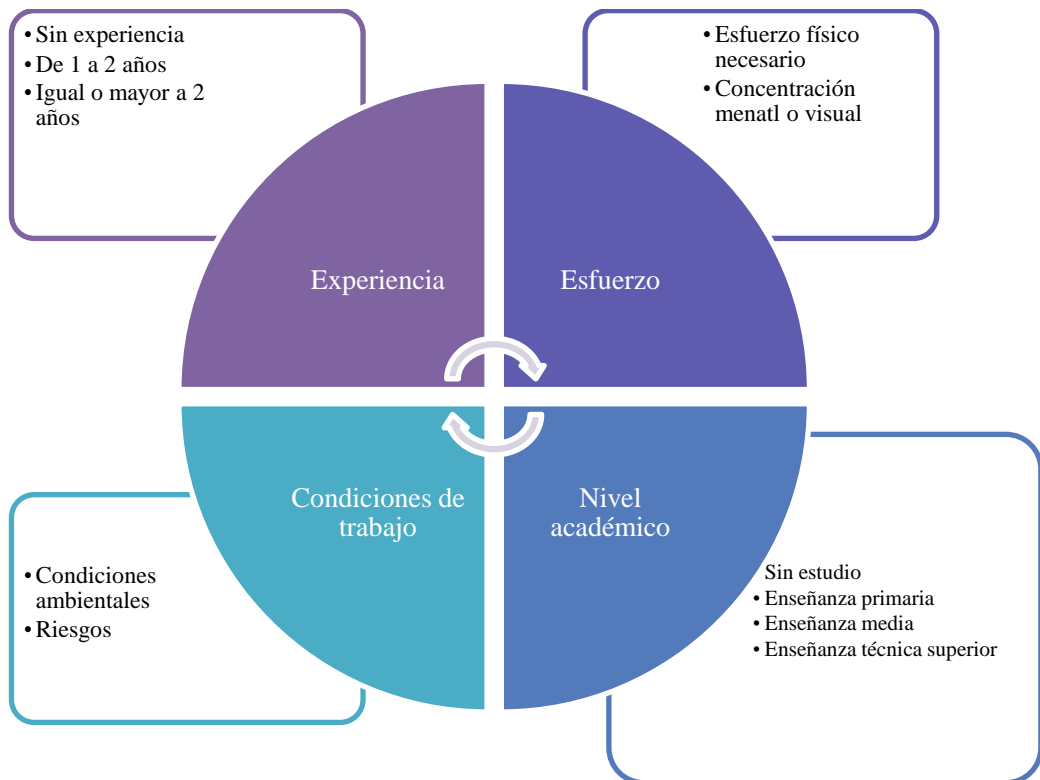 • Sin experiencia
• De 1 a 2 años
• Igual o mayor a 2
años
• Esfuerzo físico
necesario
• Concentración
menatl o visual
Experiencia
Esfuerzo
Condiciones de
trabajo
Nivel
académico
• Condiciones
ambientales
• Riesgos
Sin estudio
• Enseñanza primaria
• Enseñanza media
• Enseñanza técnica superior